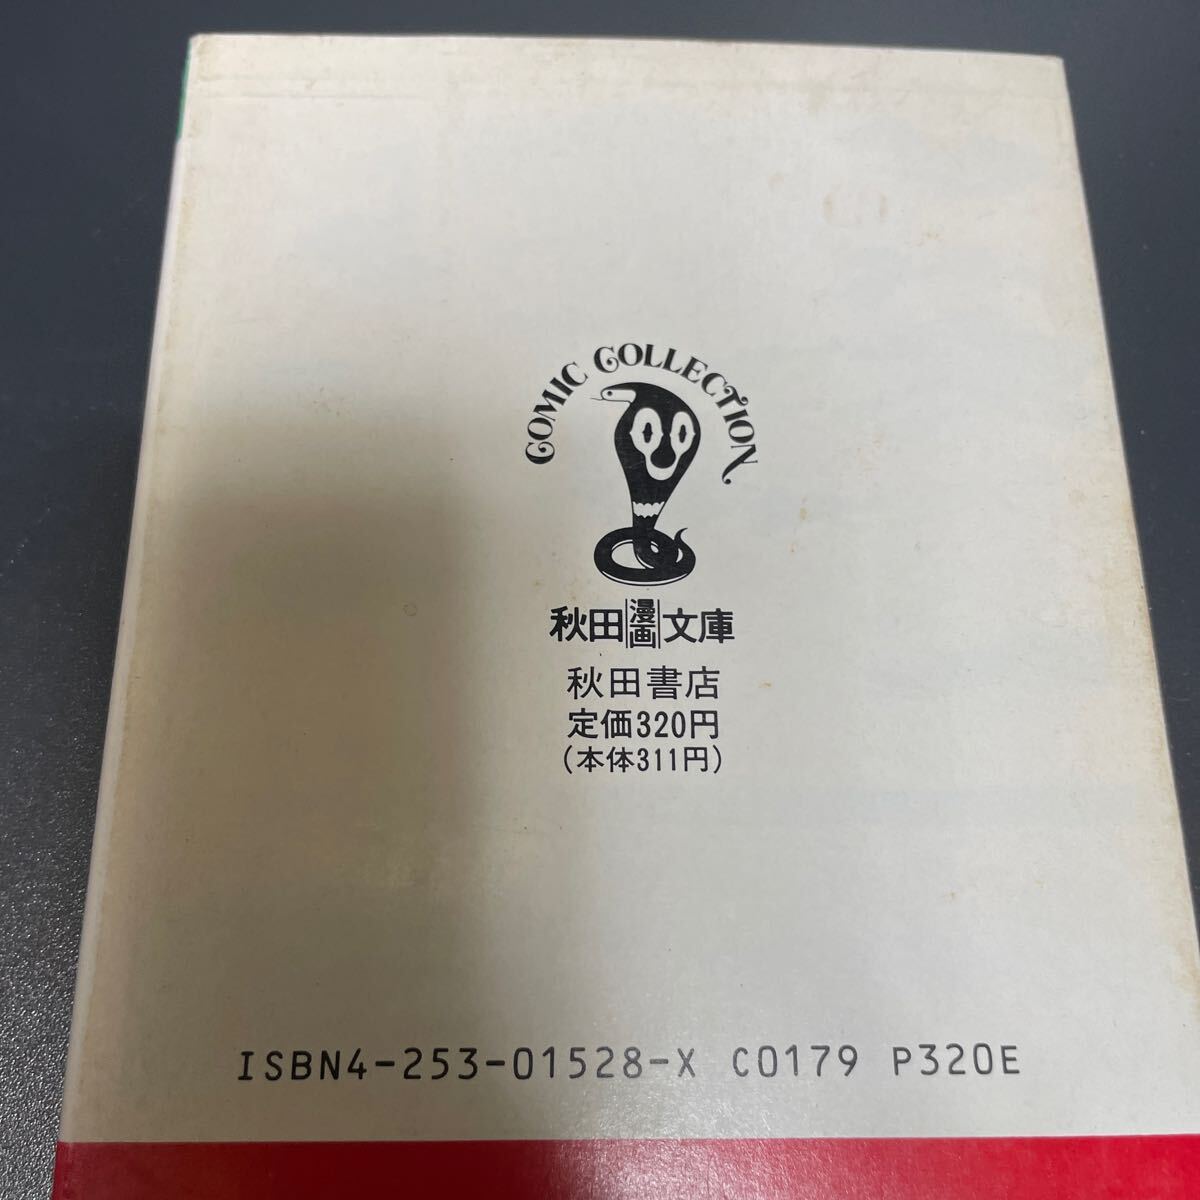 COMIC COLLECTION
秋田漫画文庫
秋田書店
定価320円
(本体311円)
ISBN4-253-01528-X C0179 P320E